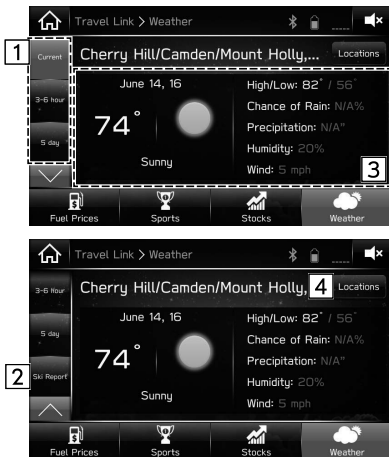 Travel Link > Weather
1
Current
Cherry Hill/Camden/Mount Holly,...
Locations
3-6 hour
5 day
June 14, 16
74°
Sunny
High/Low: 82° / 56°
Chance of Rain: N/A%
Precipitation: N/A"
Humidity: 20%
Wind: 5 mph
3
Fuel Prices
Sports
Stocks
Weather
Travel Link > Weather
3-6 hour
Cherry Hill/Camden/Mount Holly,
4
Locations
5 day
2
Ski Report
June 14, 16
74°
Sunny
High/Low: 82° / 56°
Chance of Rain: N/A%
Precipitation: N/A"
Humidity: 20%
Wind: 5 mph
Fuel Prices
Sports
Stocks
Weather